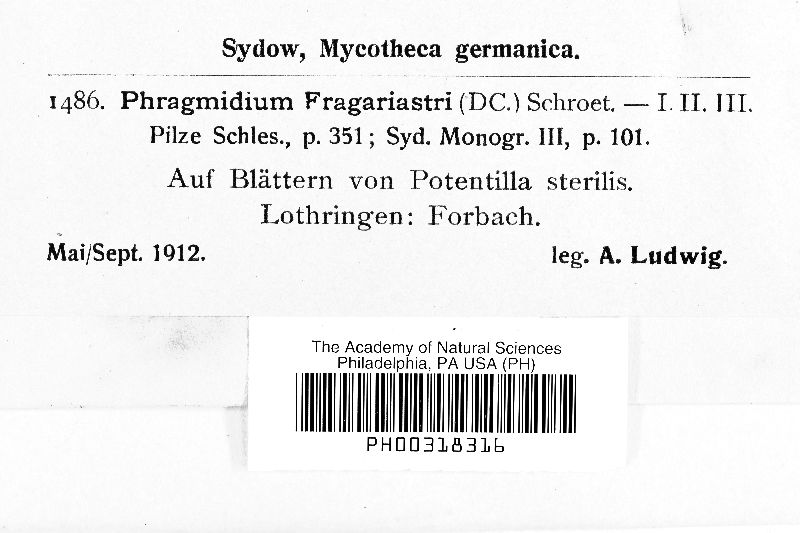 Sydow, Mycotheca germanica.
1486. Phragmidium Fragariastri (DC.) Schroet. — I. II. III.
Pilze Schles., p. 351; Syd. Monogr. III, p. 101.
Auf Blättern von Potentilla sterilis.
Lothringen: Forbach.
Mai/Sept. 1912. leg. A. Ludwig.
The Academy of Natural Sciences
Philadelphia, PA USA (PH)
PH00318316